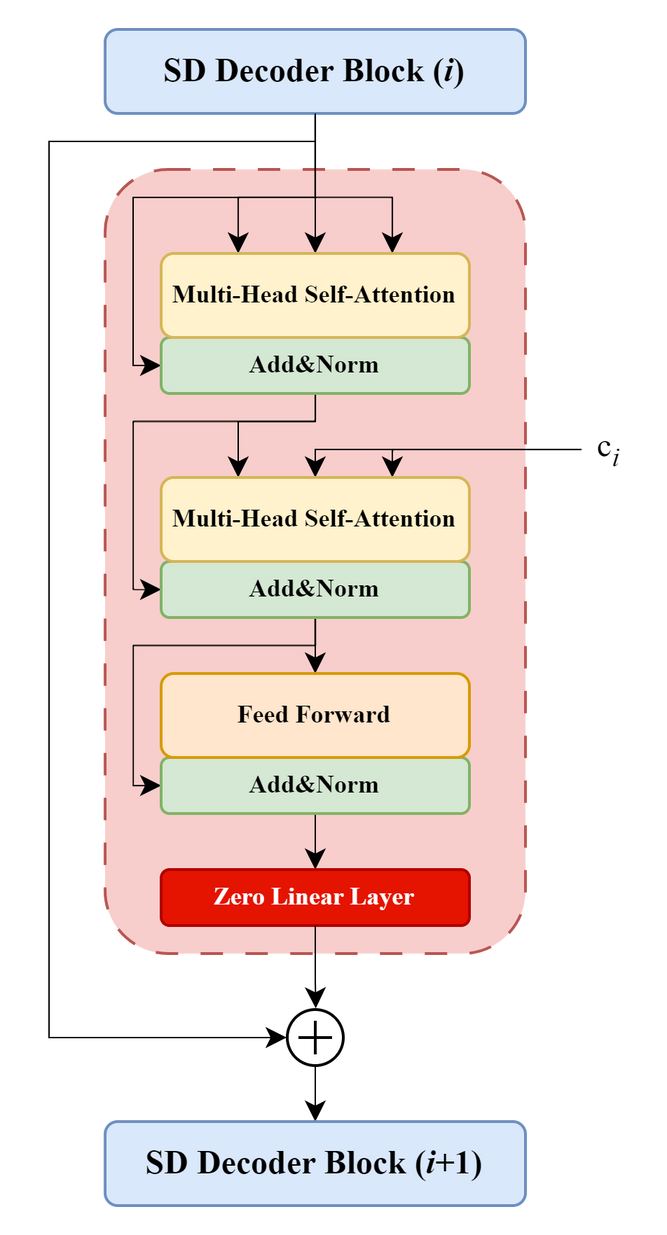 SD Decoder Block (i)
Multi-Head Self-Attention
Add&Norm
c_i
Multi-Head Self-Attention
Add&Norm
Feed Forward
Add&Norm
Zero Linear Layer
SD Decoder Block (i+1)